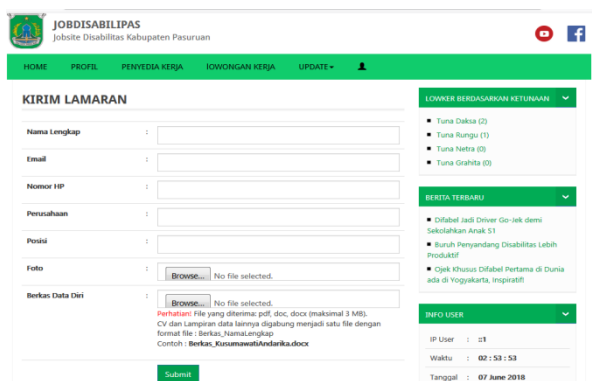 JOBDISABILIPAS
Jobsite Disabilitas Kabupaten Pasuruan
HOME PROFIL PENYEDIA KERJA lOWONGAN KERJA UPDATE
KIRIM LAMARAN
Nama Lengkap :
Email :
Nomor HP :
Perusahaan :
Posisi :
Foto : Browse... No file selected.
Berkas Data Diri : Browse... No file selected.
Perhatian! File yang diterima: pdf, doc, docx (maksimal 3 MB).
CV dan Lampiran data lainnya digabung menjadi satu file dengan
format file : Berkas_NamaLengkap
Contoh : Berkas_KusumawatiAndarika.docx
Submit
LOWKER BERDASARKAN KETUNAAN
Tuna Daksa (2)
Tuna Rungu (1)
Tuna Netra (0)
Tuna Grahita (0)
BERITA TERBARU
Difabel Jadi Driver Go-Jek demi
Sekolahkan Anak S1
Buruh Penyandang Disabilitas Lebih
Produktif
Ojek Khusus Difabel Pertama di Dunia
ada di Yogyakarta, Inspiratif!
INFO USER
IP User : ::1
Waktu : 02 : 53 : 53
Tanggal : 07 June 2018